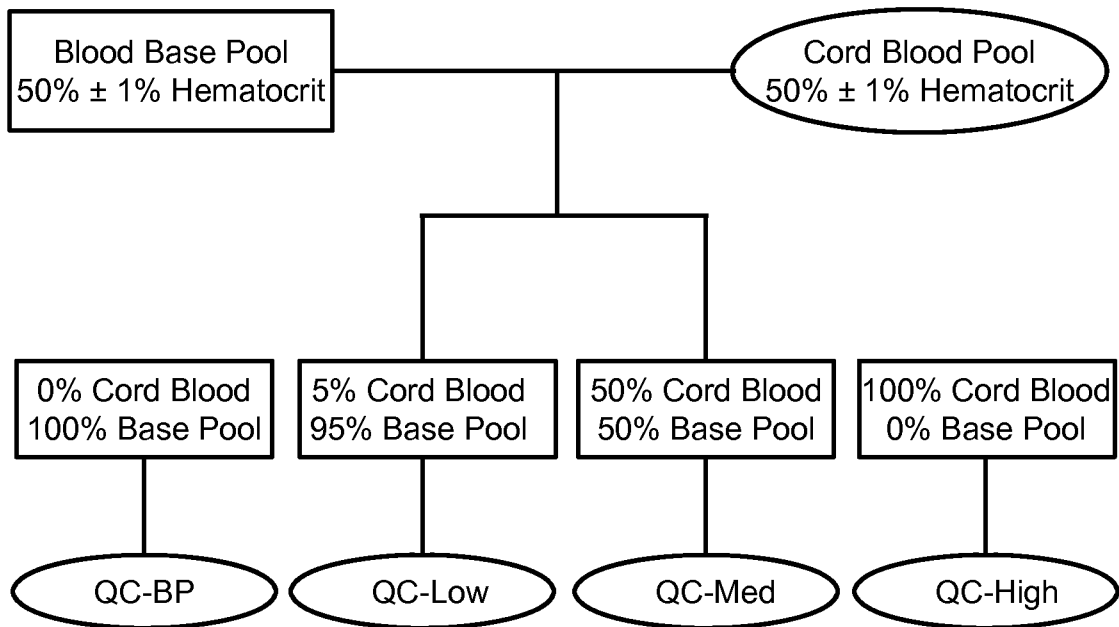 Blood Base Pool
50% ± 1% Hematocrit
Cord Blood Pool
50% ± 1% Hematocrit
0% Cord Blood
100% Base Pool
5% Cord Blood
95% Base Pool
50% Cord Blood
50% Base Pool
100% Cord Blood
0% Base Pool
QC-BP
QC-Low
QC-Med
QC-High